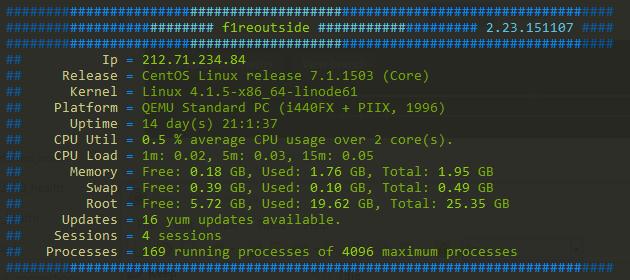 ################################################################################
########################### f1reoutside ####################### 2.23.151107 ####
################################################################################
## Ip = 212.71.234.84
## Release = CentOS Linux release 7.1.1503 (Core)
## Kernel = Linux 4.1.5-x86_64-linode61
## Platform = QEMU Standard PC (i440FX + PIIX, 1996)
## Uptime = 14 day(s) 21:1:37
## CPU Util = 0.5 % average CPU usage over 2 core(s).
## CPU Load = 1m: 0.02, 5m: 0.03, 15m: 0.05
## Memory = Free: 0.18 GB, Used: 1.76 GB, Total: 1.95 GB
## Swap = Free: 0.39 GB, Used: 0.10 GB, Total: 0.49 GB
## Root = Free: 5.72 GB, Used: 19.62 GB, Total: 25.35 GB
## Updates = 16 yum updates available.
## Sessions = 4 sessions
## Processes = 169 running processes of 4096 maximum processes
################################################################################